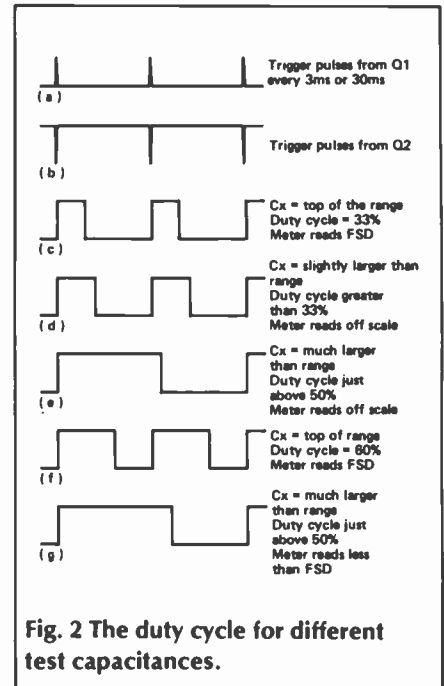 Trigger pulses from Q1
every 3ms or 30ms
(a)
Trigger pulses from Q2
(b)
Cx = top of the range
Duty cycle = 33%
Meter reads FSD
(c)
Cx = slightly larger than
range
Duty cycle greater
than 33%
Meter reads off scale
(d)
Cx = much larger
than range
Duty cycle just
above 50%
Meter reads off scale
(e)
Cx = top of range
Duty cycle = 60%
Meter reads FSD
(f)
Cx = much larger
than range
Duty cycle just
above 50%
Meter reads less
than FSD
(g)
Fig. 2 The duty cycle for different
test capacitances.